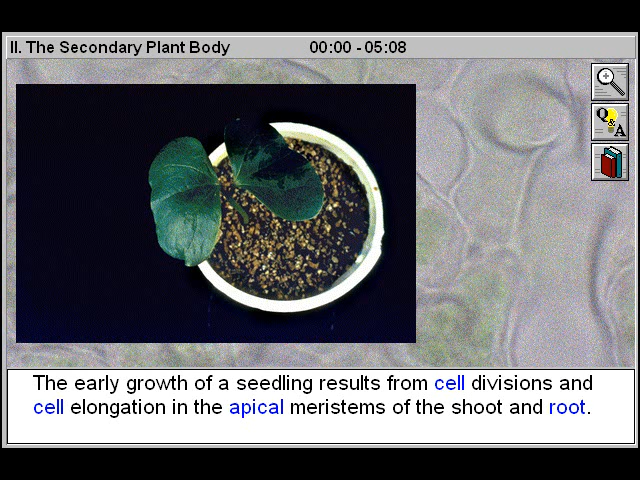 II. The Secondary Plant Body 00:00 - 05:08
Q&A
The early growth of a seedling results from cell divisions and
cell elongation in the apical meristems of the shoot and root.